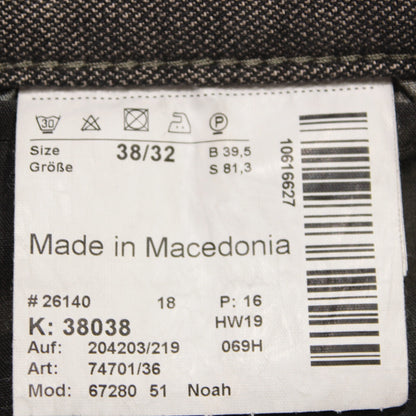 30 P
Size 38/32 B 39,5
Größe S 81,3
10616627
Made in Macedonia
# 26140 18 P: 16
K: 38038 HW19
Auf: 204203/219 069H
Art: 74701/36
Mod: 67280 51 Noah